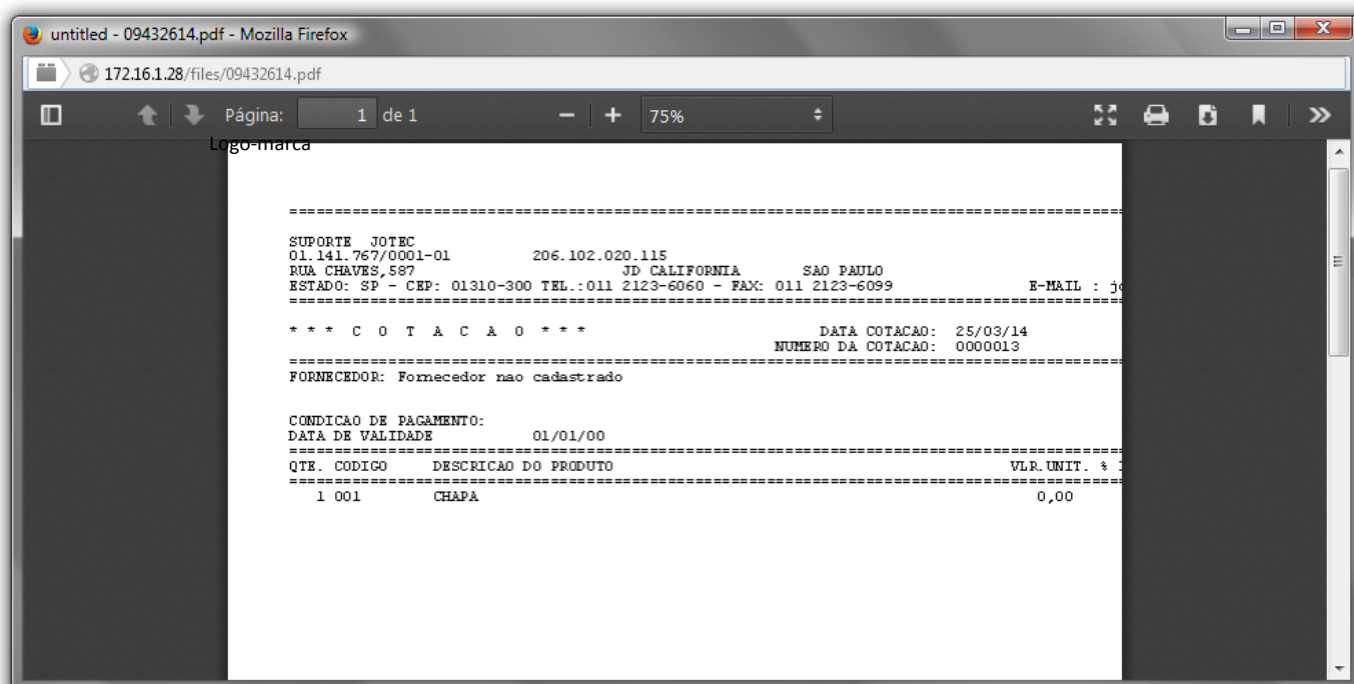 untitled - 09432614.pdf - Mozilla Firefox
172.16.1.28/files/09432614.pdf
Página: 1 de 1 75%
Logo-marca
================================================================
SUPORTE JOTEC
01.141.767/0001-01 206.102.020.115
RUA CHAVES,587 JD CALIFORNIA SAO PAULO
ESTADO: SP - CEP: 01310-300 TEL.:011 2123-6060 - FAX: 011 2123-6099 E-MAIL : jo
================================================================
* * * C O T A C A O * * * DATA COTACAO: 25/03/14
NUMERO DA COTACAO: 0000013
================================================================
FORNECEDOR: Fornecedor nao cadastrado
CONDICAO DE PAGAMENTO:
DATA DE VALIDADE 01/01/00
================================================================
QTE. CODIGO DESCRICAO DO PRODUTO VLR.UNIT. %
================================================================
1 001 CHAPA 0,00